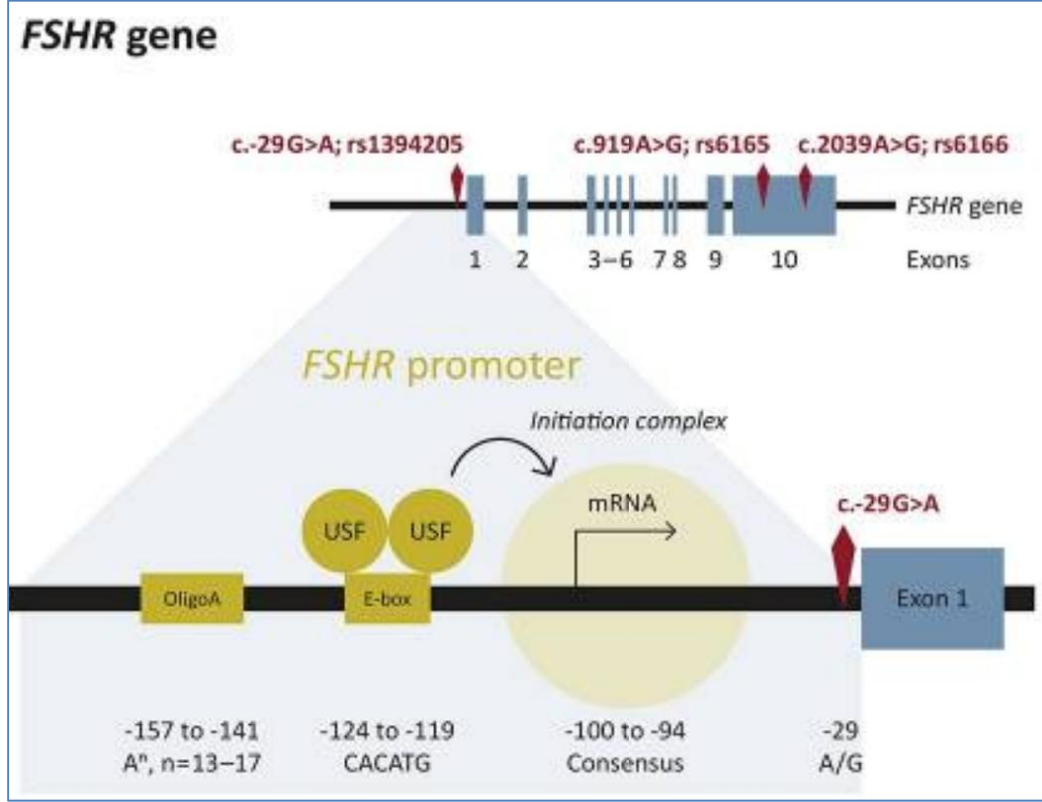 FSHR gene
c.-29G>A; rs1394205
c.919A>G; rs6165
c.2039A>G; rs6166
FSHR gene
1 2 3–6 7 8 9 10 Exons
FSHR promoter
Initiation complex
mRNA
c.-29G>A
USF USF
OligoA
E-box
Exon 1
-157 to -141
Aⁿ, n=13–17
-124 to -119
CACATG
-100 to -94
Consensus
-29
A/G